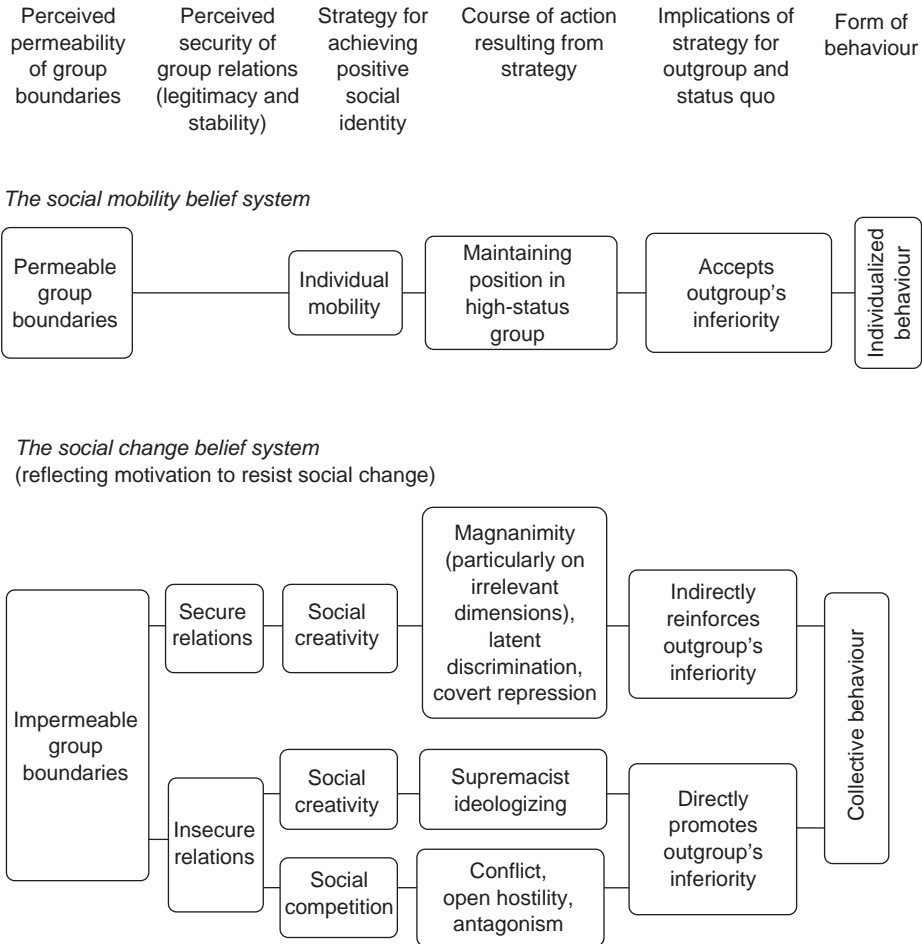 Perceived
permeability
of group
boundaries
Perceived
security of
group relations
(legitimacy and
stability)
Strategy for
achieving
positive
social
identity
Course of action
resulting from
strategy
Implications of
strategy for
outgroup and
status quo
Form of
behaviour
The social mobility belief system
Permeable
group
boundaries
Individual
mobility
Maintaining
position in
high-status
group
Accepts
outgroup's
inferiority
Individualized
behaviour
The social change belief system
(reflecting motivation to resist social change)
Impermeable
group
boundaries
Secure
relations
Social
creativity
Magnanimity
(particularly on
irrelevant
dimensions),
latent
discrimination,
covert repression
Indirectly
reinforces
outgroup's
inferiority
Insecure
relations
Social
creativity
Supremacist
ideologizing
Social
competition
Conflict,
open hostility,
antagonism
Directly
promotes
outgroup's
inferiority
Collective behaviour